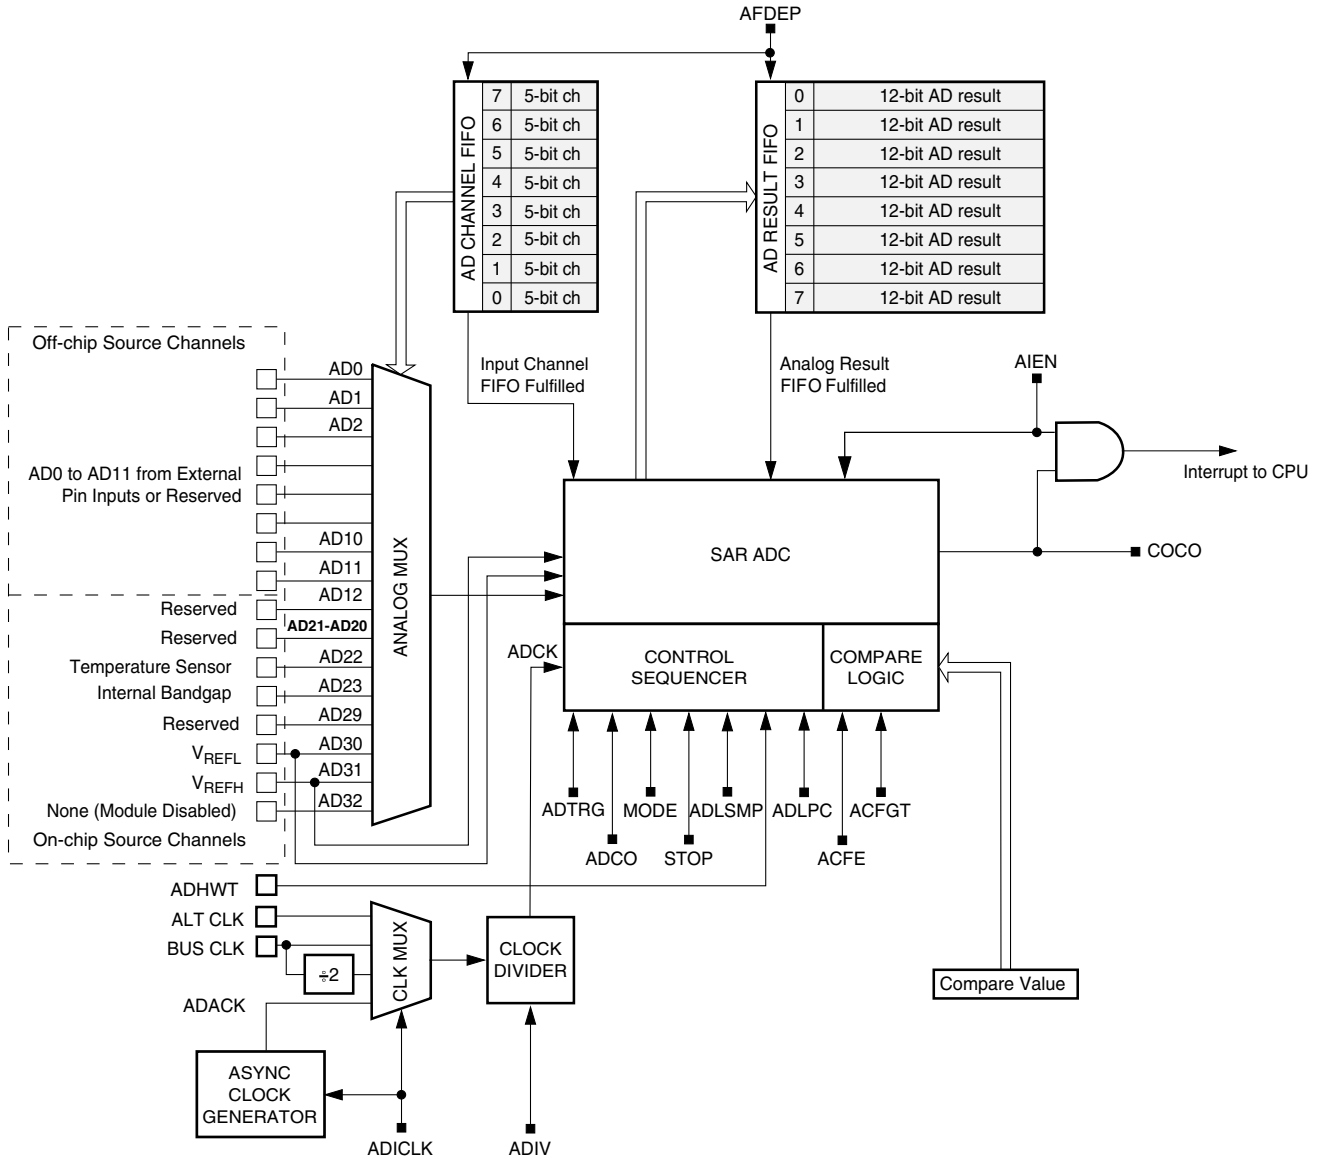 AFDEP
AD CHANNEL FIFO
7 5-bit ch
6 5-bit ch
5 5-bit ch
4 5-bit ch
3 5-bit ch
2 5-bit ch
1 5-bit ch
0 5-bit ch
AD RESULT FIFO
0 12-bit AD result
1 12-bit AD result
2 12-bit AD result
3 12-bit AD result
4 12-bit AD result
5 12-bit AD result
6 12-bit AD result
7 12-bit AD result
Off-chip Source Channels
AD0
AD1
AD2
AD0 to AD11 from External
Pin Inputs or Reserved
AD10
AD11
AD12
Reserved
AD21-AD20
Reserved
AD22
Temperature Sensor
AD23
Internal Bandgap
AD29
Reserved
AD30
VREFL
AD31
VREFH
AD32
None (Module Disabled)
On-chip Source Channels
ANALOG MUX
Input Channel
FIFO Fulfilled
Analog Result
FIFO Fulfilled
AIEN
Interrupt to CPU
SAR ADC
COCO
ADCK
CONTROL
SEQUENCER
COMPARE
LOGIC
ADTRG
MODE
ADLSMP
ADLPC
ACFGT
ADCO
STOP
ACFE
ADHWT
ALT CLK
BUS CLK
÷2
ADACK
CLK MUX
CLOCK
DIVIDER
Compare Value
ASYNC
CLOCK
GENERATOR
ADICLK
ADIV